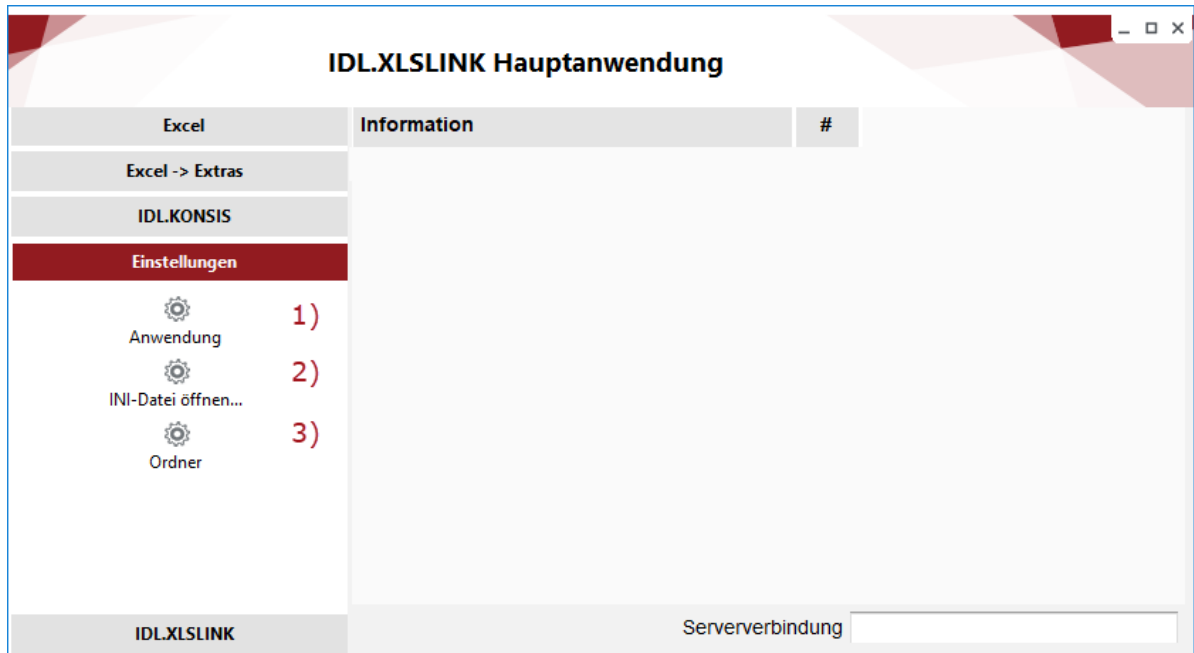 IDL.XLSLINK Hauptanwendung
Excel
Information
#
Excel -> Extras
IDL.KONSIS
Einstellungen
1)
Anwendung
2)
INI-Datei öffnen...
3)
Ordner
IDL.XLSLINK
Serververbindung